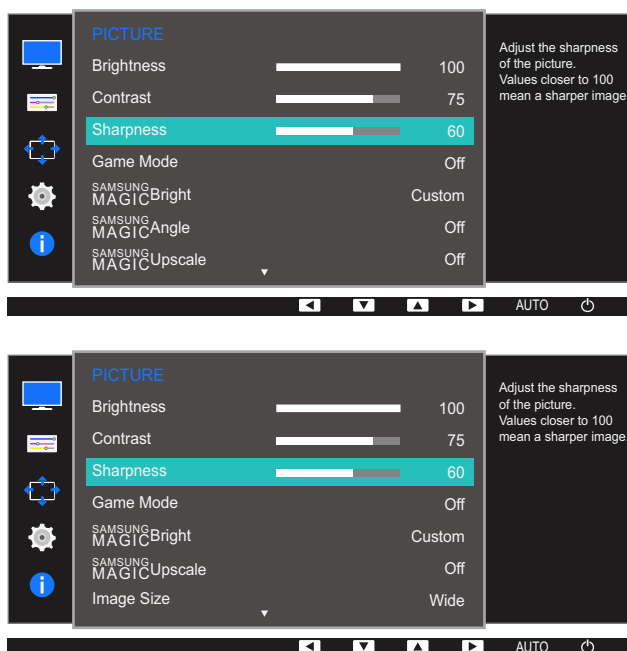 PICTURE
Brightness 100
Contrast 75
Sharpness 60
Game Mode Off
SAMSUNG
MAGICBright Custom
SAMSUNG
MAGICAngle Off
SAMSUNG
MAGICUpscale Off
Adjust the sharpness
of the picture.
Values closer to 100
mean a sharper image
AUTO
PICTURE
Brightness 100
Contrast 75
Sharpness 60
Game Mode Off
SAMSUNG
MAGICBright Custom
SAMSUNG
MAGICUpscale Off
Image Size Wide
Adjust the sharpness
of the picture.
Values closer to 100
mean a sharper image
AUTO